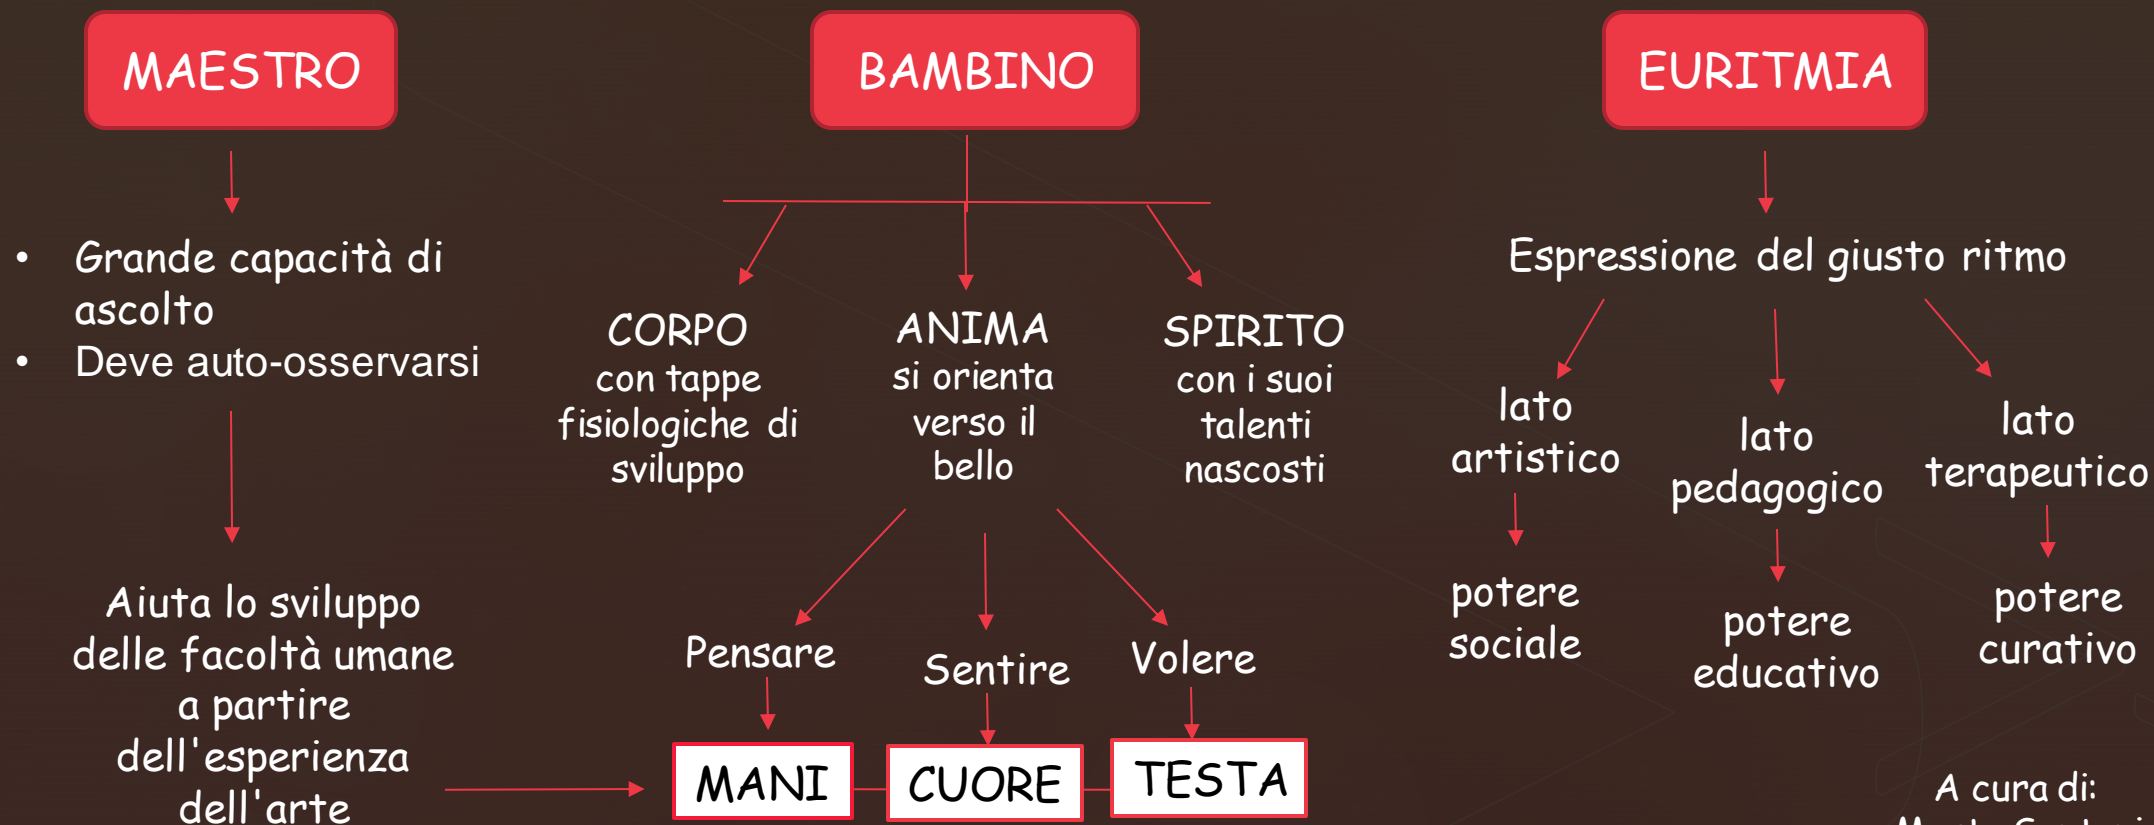 MAESTRO
• Grande capacità di
ascolto
• Deve auto-osservarsi
Aiuta lo sviluppo
delle facoltà umane
a partire
dell'esperienza
dell'arte
BAMBINO
CORPO
con tappe
fisiologiche di
sviluppo
ANIMA
si orienta
verso il
bello
SPIRITO
con i suoi
talenti
nascosti
Pensare
Sentire
Volere
MANI
CUORE
TESTA
EURITMIA
Espressione del giusto ritmo
lato
artistico
lato
pedagogico
lato
terapeutico
potere
sociale
potere
educativo
potere
curativo
A cura di: